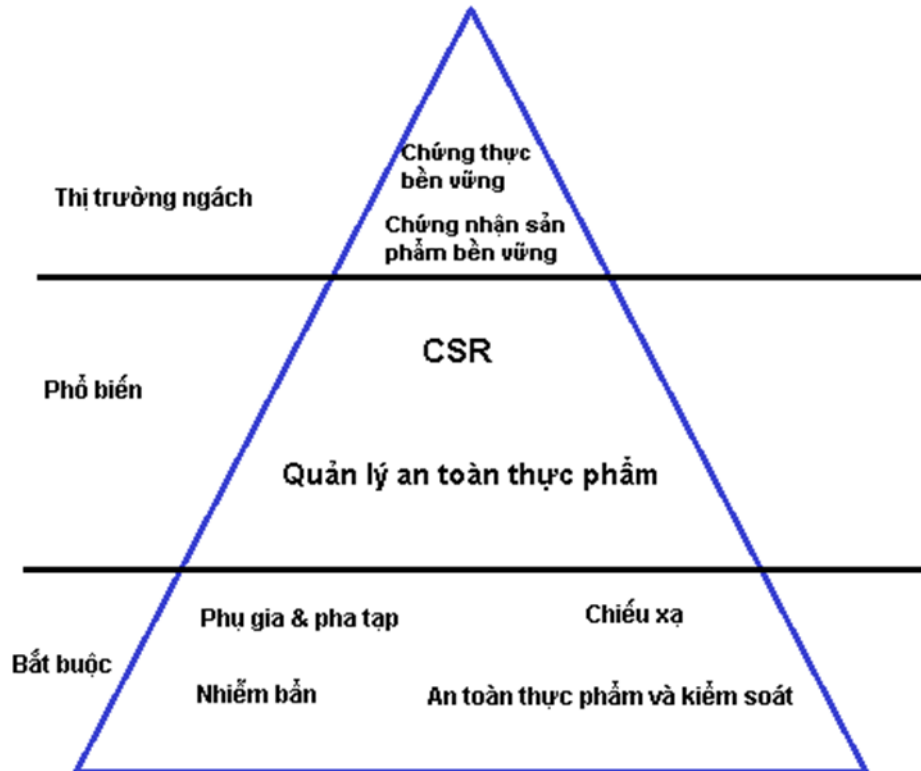 Chứng thực
bền vững
Thị trường ngách
Chứng nhận sản
phẩm bền vững
CSR
Phổ biến
Quản lý an toàn thực phẩm
Phụ gia & pha tạp
Chiếu xạ
Bắt buộc
Nhiễm bẩn
An toàn thực phẩm và kiểm soát